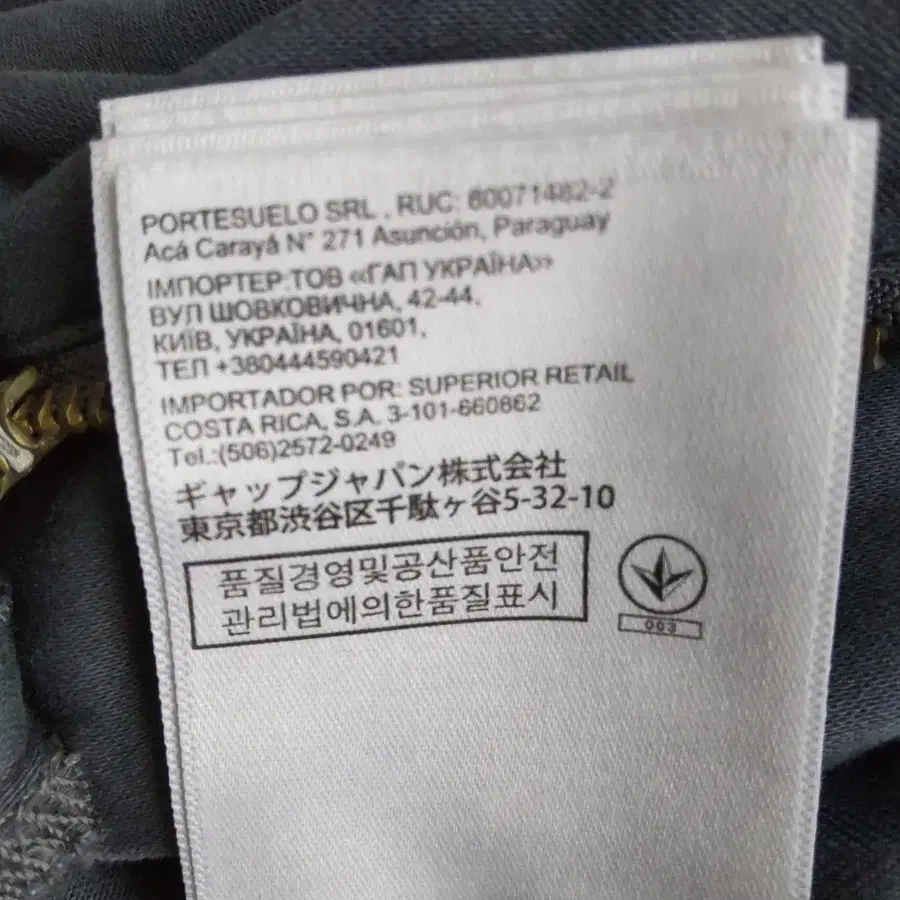 PORTESUELO SRL . RUC: 80071482-2
Acá Carayá N° 271 Asunción, Paraguay
ІМПОРТЕР:ТОВ «ГАП УКРАЇНА»
ВУЛ ШОВКОВИЧНА, 42-44,
КИЇВ, УКРАЇНА, 01601,
ТЕЛ +380444590421
IMPORTADOR POR: SUPERIOR RETAIL
COSTA RICA, S.A. 3-101-660662
Tel.:(506)2572-0249
ギャップジャパン株式会社
東京都渋谷区千駄ヶ谷5-32-10
품질경영및공산품안전
관리법에의한품질표시
003